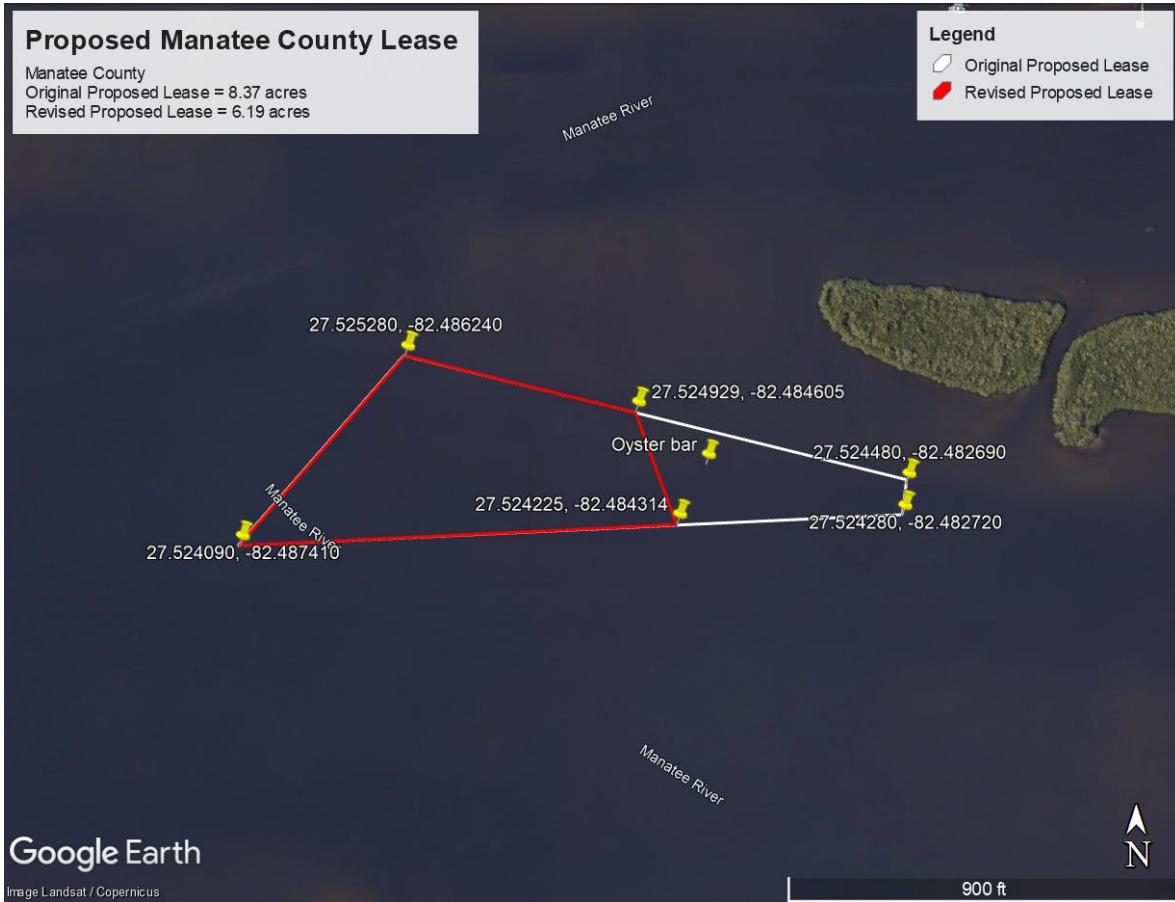 Proposed Manatee County Lease
Manatee County
Original Proposed Lease = 8.37 acres
Revised Proposed Lease = 6.19 acres
Legend
Original Proposed Lease
Revised Proposed Lease
Manatee River
27.525280, -82.486240
27.524929, -82.484605
Oyster bar
27.524480, -82.482690
27.524225, -82.484314
27.524280, -82.482720
Manatee River
27.524090, -82.487410
Manatee River
Google Earth
Image Landsat / Copernicus
N
900 ft